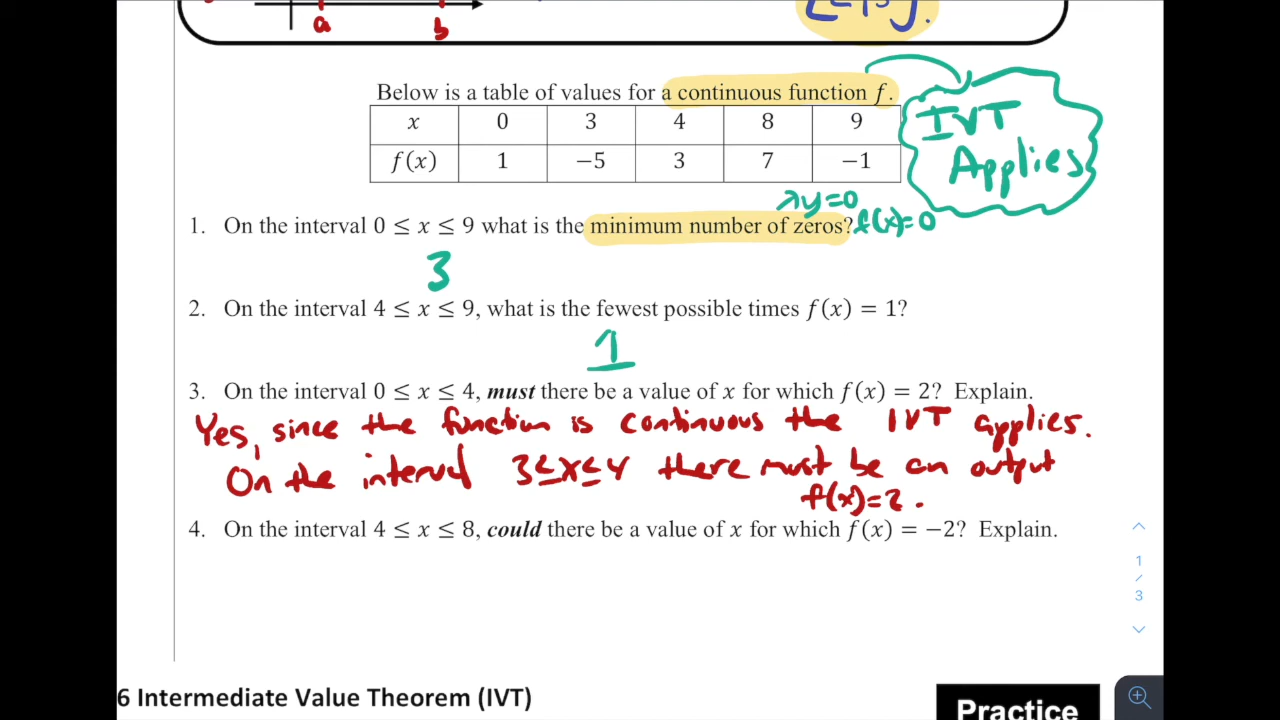 a b
Below is a table of values for a continuous function f.
x 0 3 4 8 9
f(x) 1 −5 3 7 −1
IVT
Applies
y=0
1. On the interval 0 ≤ x ≤ 9 what is the minimum number of zeros? f(x)=0
3
2. On the interval 4 ≤ x ≤ 9, what is the fewest possible times f(x) = 1?
1
3. On the interval 0 ≤ x ≤ 4, must there be a value of x for which f(x) = 2? Explain.
Yes, since the function is continuous the IVT applies.
On the interval 3≤x≤4 there must be an output
f(x)=2.
4. On the interval 4 ≤ x ≤ 8, could there be a value of x for which f(x) = −2? Explain.
1
/
3
6 Intermediate Value Theorem (IVT)
Practice